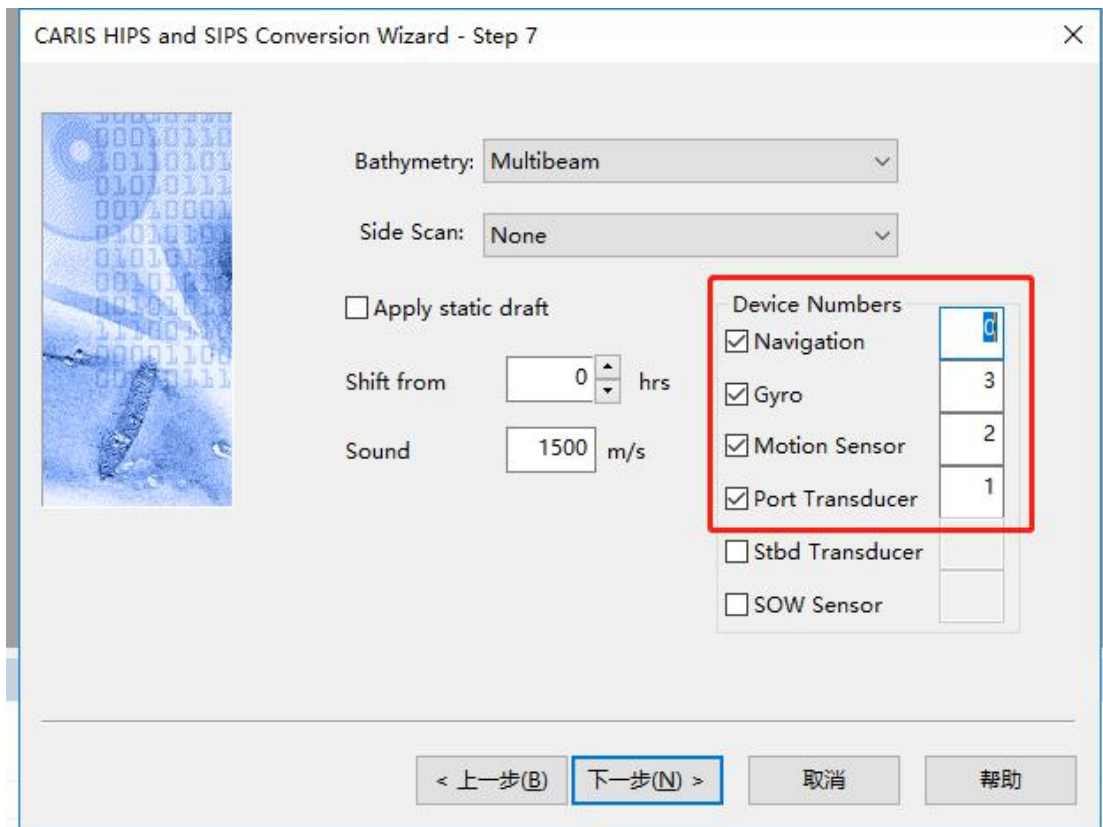 CARIS HIPS and SIPS Conversion Wizard - Step 7
Bathymetry: Multibeam
Side Scan: None
Apply static draft
Shift from 0 hrs
Sound 1500 m/s
Device Numbers
Navigation 0
Gyro 3
Motion Sensor 2
Port Transducer 1
Stbd Transducer
SOW Sensor
< 上一步(B)
下一步(N) >
取消
帮助